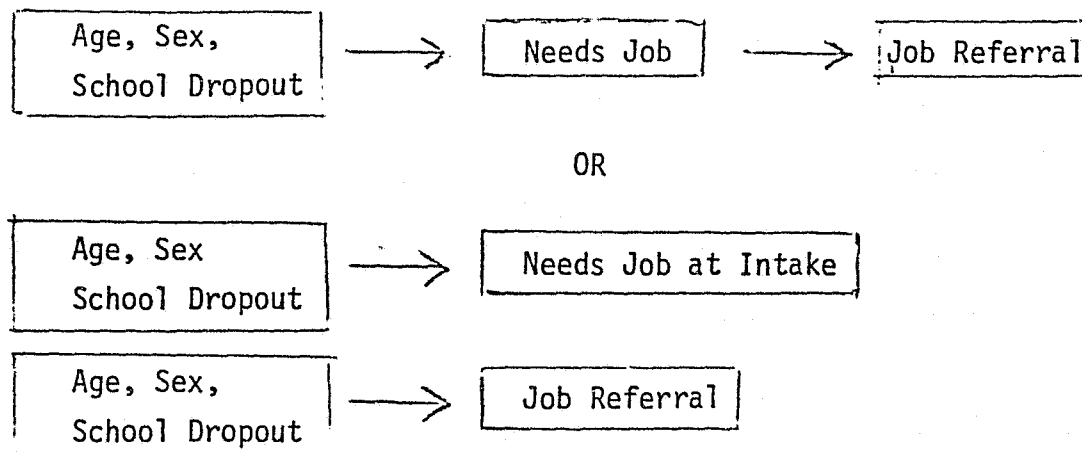 Age, Sex,
School Dropout
Needs Job
Job Referral
OR
Age, Sex
School Dropout
Needs Job at Intake
Age, Sex,
School Dropout
Job Referral